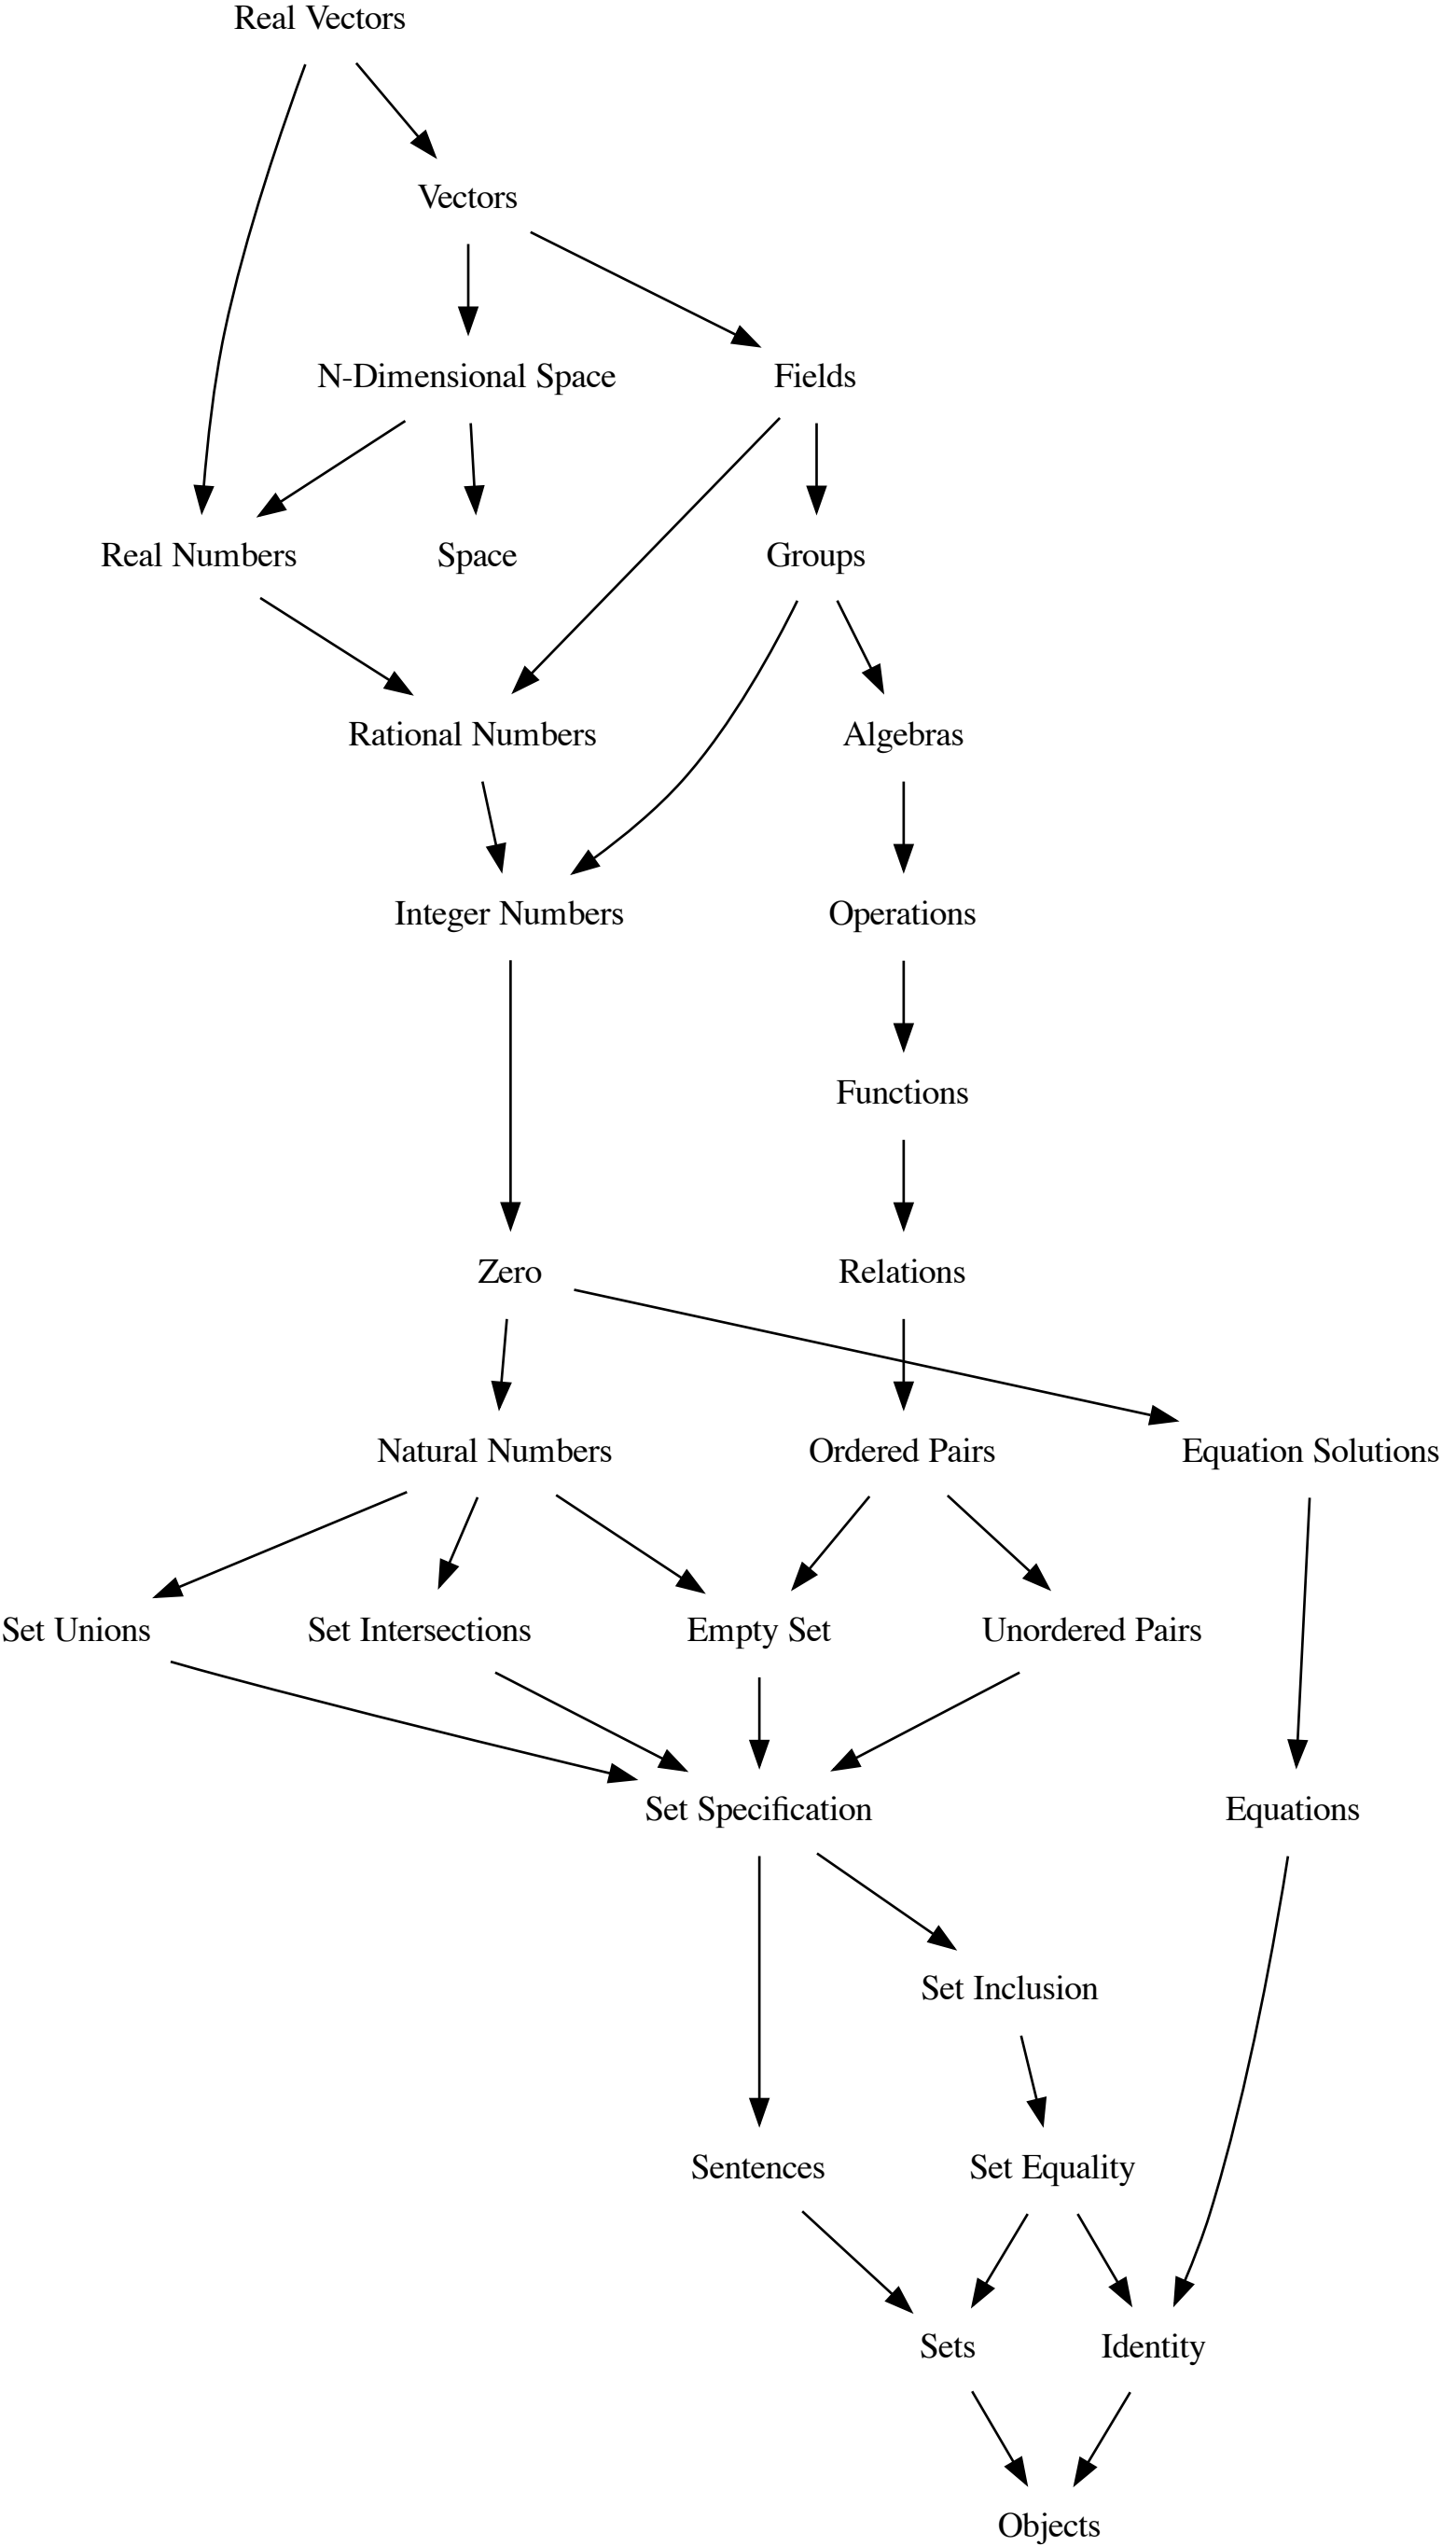 Real Vectors
Vectors
N-Dimensional Space
Fields
Real Numbers
Space
Groups
Rational Numbers
Algebras
Integer Numbers
Operations
Functions
Zero
Relations
Natural Numbers
Ordered Pairs
Equation Solutions
Set Unions
Set Intersections
Empty Set
Unordered Pairs
Set Specification
Equations
Set Inclusion
Sentences
Set Equality
Sets
Identity
Objects